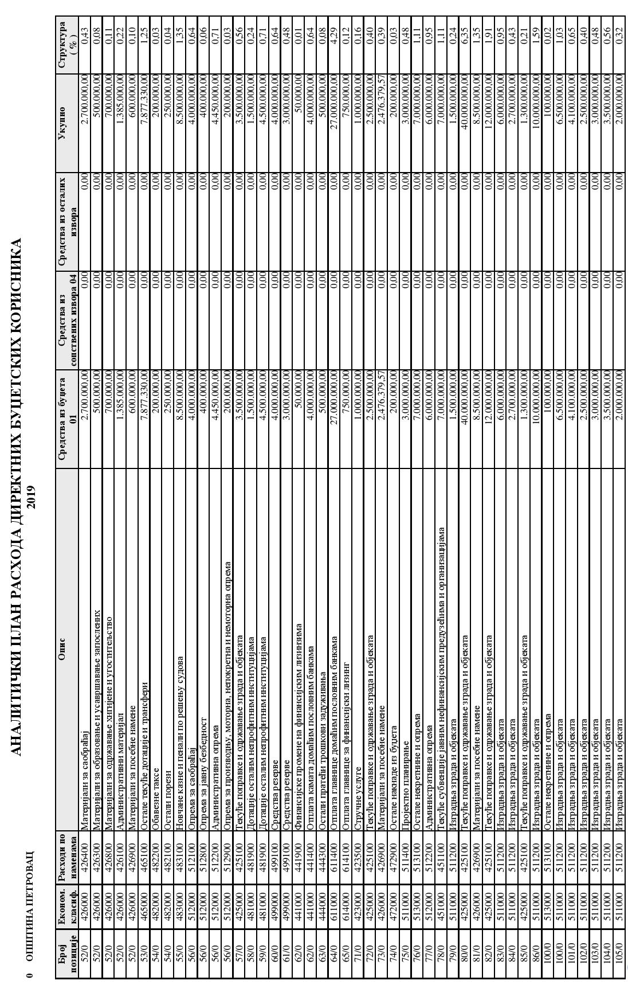 АНАЛИТИЧКИ ПЛАН РАСХОДА ДИРЕКТНИХ БУЏЕТСКИХ КОРИСНИКА
2019
0 ОПШТИНА ПЕТРОВАЦ
Број позиције Економ. класиф. Расходи по наменама Опис Средства из буџета 01 Средства из сопствених извора 04 Средства из осталих извора Укупно Структура ( % )
52/0 426000 426400 Материјали за саобраћај 2.700.000,00 0,00 0,00 2.700.000,00 0,43
52/0 426000 426300 Материјали за образовање и усавршавање запослених 500.000,00 0,00 0,00 500.000,00 0,08
52/0 426000 426800 Материјали за одржавање хигијене и угоститељство 700.000,00 0,00 0,00 700.000,00 0,11
52/0 426000 426100 Административни материјал 1.385.000,00 0,00 0,00 1.385.000,00 0,22
52/0 426000 426900 Материјали за посебне намене 600.000,00 0,00 0,00 600.000,00 0,10
53/0 465000 465100 Остале текуће дотације и трансфери 7.877.330,00 0,00 0,00 7.877.330,00 1,25
54/0 482000 482200 Обавезне таксе 200.000,00 0,00 0,00 200.000,00 0,03
54/0 482000 482100 Остали порези 250.000,00 0,00 0,00 250.000,00 0,04
55/0 483000 483100 Новчане казне и пенали по решењу судова 8.500.000,00 0,00 0,00 8.500.000,00 1,35
56/0 512000 512100 Опрема за саобраћај 4.000.000,00 0,00 0,00 4.000.000,00 0,64
56/0 512000 512800 Опрема за јавну безбедност 400.000,00 0,00 0,00 400.000,00 0,06
56/0 512000 512200 Административна опрема 4.450.000,00 0,00 0,00 4.450.000,00 0,71
56/0 512000 512900 Опрема за производњу, моторна, непокретна и немоторна опрема 200.000,00 0,00 0,00 200.000,00 0,03
57/0 425000 425100 Текуће поправке и одржавање зграда и објеката 3.500.000,00 0,00 0,00 3.500.000,00 0,56
58/0 481000 481900 Дотације осталим непрофитним институцијама 1.500.000,00 0,00 0,00 1.500.000,00 0,24
59/0 481000 481900 Дотације осталим непрофитним институцијама 4.500.000,00 0,00 0,00 4.500.000,00 0,71
60/0 499000 499100 Средства резерве 4.000.000,00 0,00 0,00 4.000.000,00 0,64
61/0 499000 499100 Средства резерве 3.000.000,00 0,00 0,00 3.000.000,00 0,48
62/0 441000 441900 Финансијске промене на финансијским лизинзима 50.000,00 0,00 0,00 50.000,00 0,01
62/0 441000 441400 Отплата камата домаћим пословним банкама 4.000.000,00 0,00 0,00 4.000.000,00 0,64
63/0 444000 444300 Остали пратећи трошкови задуживања 500.000,00 0,00 0,00 500.000,00 0,08
64/0 611000 611400 Отплата главнице домаћим пословним банкама 27.000.000,00 0,00 0,00 27.000.000,00 4,29
65/0 614000 614100 Отплата главнице за финансијски лизинг 750.000,00 0,00 0,00 750.000,00 0,12
71/0 423000 423500 Стручне услуге 1.000.000,00 0,00 0,00 1.000.000,00 0,16
72/0 425000 425100 Текуће поправке и одржавање зграда и објеката 2.500.000,00 0,00 0,00 2.500.000,00 0,40
73/0 426000 426900 Материјали за посебне намене 2.476.379,57 0,00 0,00 2.476.379,57 0,39
74/0 472000 472900 Остале накнаде из буџета 200.000,00 0,00 0,00 200.000,00 0,03
75/0 511000 511400 Пројектно планирање 3.000.000,00 0,00 0,00 3.000.000,00 0,48
76/0 513000 513100 Остале некретнине и опрема 7.000.000,00 0,00 0,00 7.000.000,00 1,11
77/0 512000 512200 Административна опрема 6.000.000,00 0,00 0,00 6.000.000,00 0,95
78/0 451000 451100 Текуће субвенције јавним нефинансијским предузећима и организацијама 7.000.000,00 0,00 0,00 7.000.000,00 1,11
79/0 511000 511200 Изградња зграда и објеката 1.500.000,00 0,00 0,00 1.500.000,00 0,24
80/0 425000 425100 Текуће поправке и одржавање зграда и објеката 40.000.000,00 0,00 0,00 40.000.000,00 6,35
81/0 426000 426900 Материјали за посебне намене 8.500.000,00 0,00 0,00 8.500.000,00 1,35
82/0 425000 425100 Текуће поправке и одржавање зграда и објеката 12.000.000,00 0,00 0,00 12.000.000,00 1,91
83/0 511000 511200 Изградња зграда и објеката 6.000.000,00 0,00 0,00 6.000.000,00 0,95
84/0 511000 511200 Изградња зграда и објеката 2.700.000,00 0,00 0,00 2.700.000,00 0,43
85/0 425000 425100 Текуће поправке и одржавање зграда и објеката 1.300.000,00 0,00 0,00 1.300.000,00 0,21
86/0 511000 511200 Изградња зграда и објеката 10.000.000,00 0,00 0,00 10.000.000,00 1,59
100/0 513000 513100 Остале некретнине и опрема 100.000,00 0,00 0,00 100.000,00 0,02
100/0 511000 511200 Изградња зграда и објеката 6.500.000,00 0,00 0,00 6.500.000,00 1,03
101/0 511000 511200 Изградња зграда и објеката 4.100.000,00 0,00 0,00 4.100.000,00 0,65
102/0 511000 511200 Изградња зграда и објеката 2.500.000,00 0,00 0,00 2.500.000,00 0,40
103/0 511000 511200 Изградња зграда и објеката 3.000.000,00 0,00 0,00 3.000.000,00 0,48
104/0 511000 511200 Изградња зграда и објеката 3.500.000,00 0,00 0,00 3.500.000,00 0,56
105/0 511000 511200 Изградња зграда и објеката 2.000.000,00 0,00 0,00 2.000.000,00 0,32